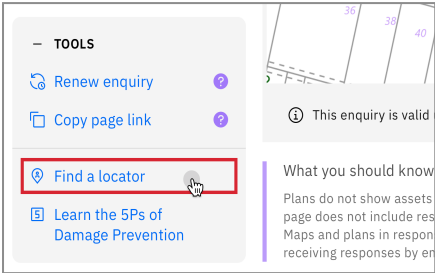 TOOLS
Renew enquiry ?
Copy page link ?
Find a locator
5 Learn the 5Ps of
Damage Prevention
36
38
40
This enquiry is valid
What you should know
Plans do not show assets
page does not include res
Maps and plans in respon
receiving responses by em